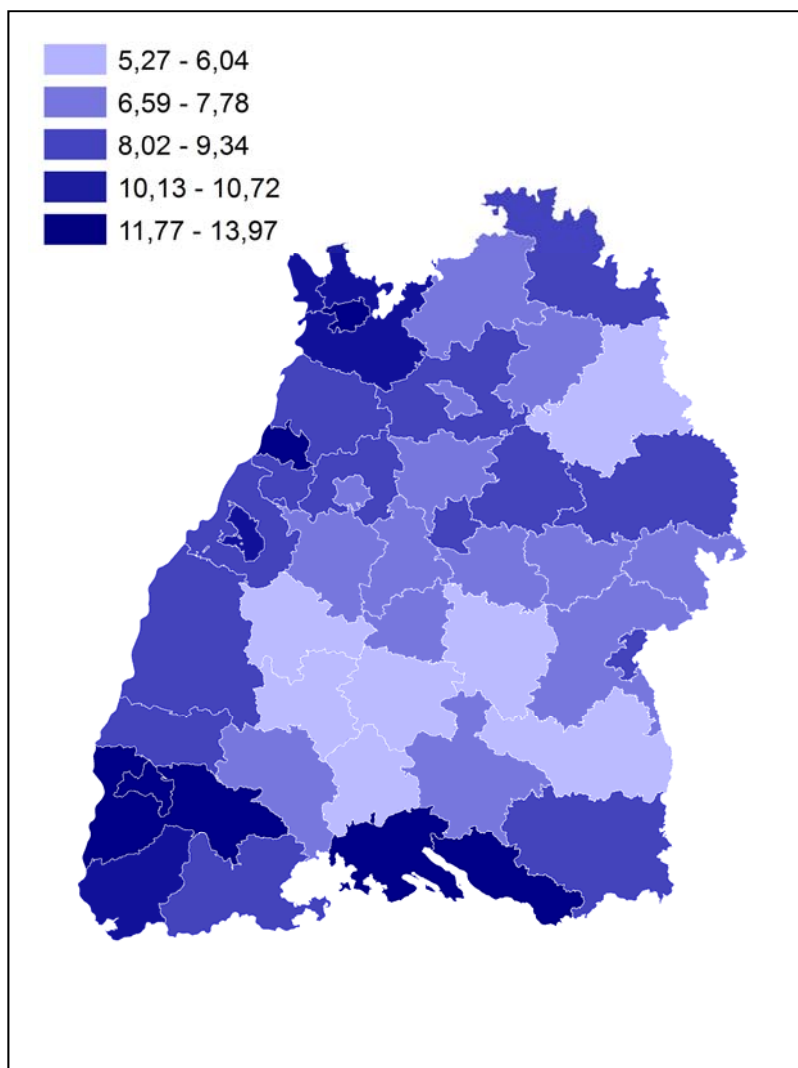 5,27 - 6,04
6,59 - 7,78
8,02 - 9,34
10,13 - 10,72
11,77 - 13,97